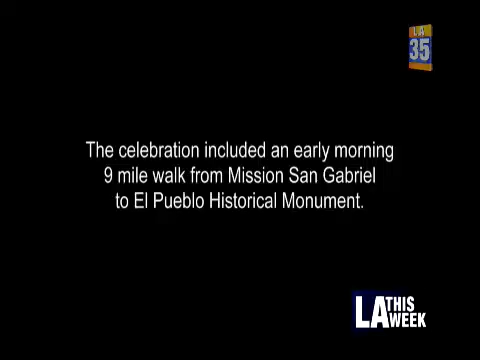 LA
35
The celebration included an early morning
9 mile walk from Mission San Gabriel
to El Pueblo Historical Monument.
LA THIS
WEEK